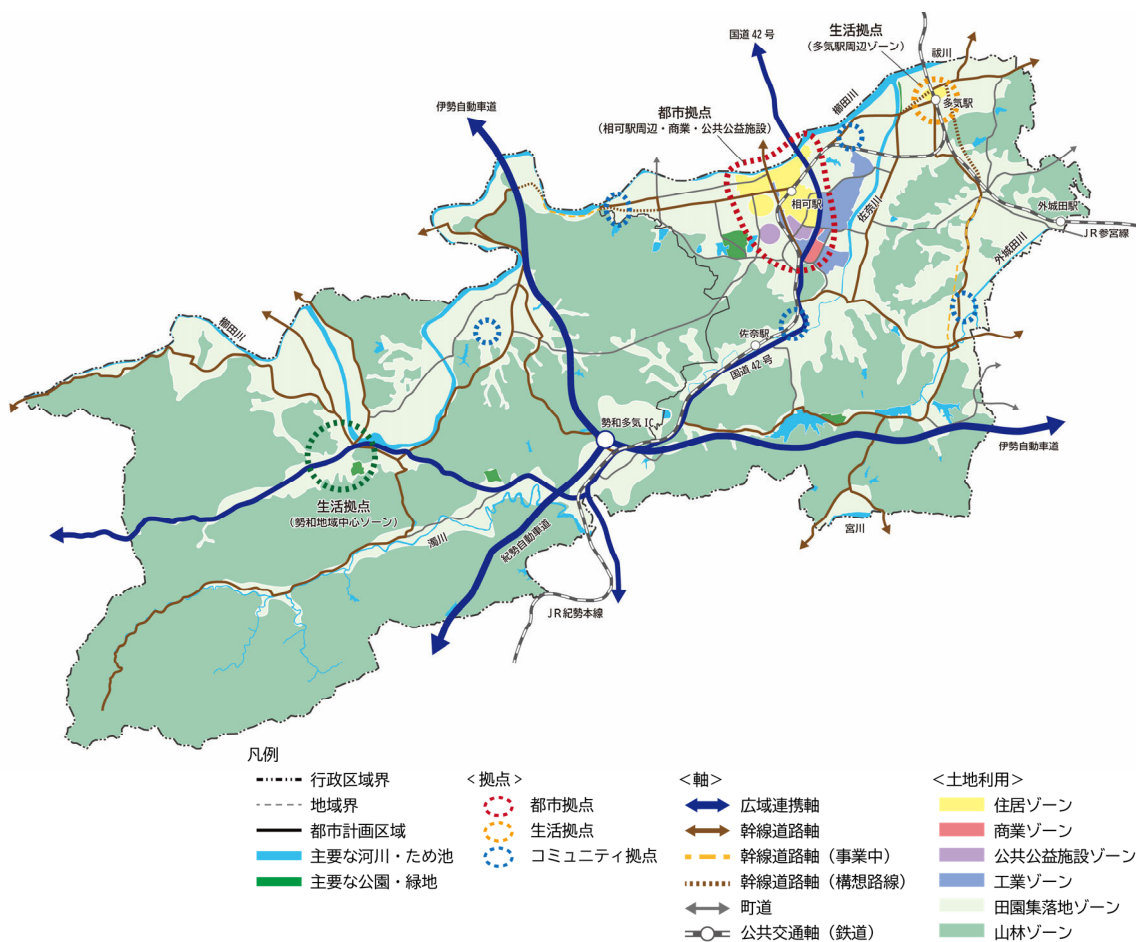 国道42号
生活拠点
(多気駅周辺ゾーン)
祓川
伊勢自動車道
櫛田川
多気駅
都市拠点
(相可駅周辺・商業・公共公益施設)
相可駅
佐奈川
外城田駅
JR参宮線
外城田川
櫛田川
佐奈駅
国道42号
勢和多気IC
伊勢自動車道
生活拠点
(勢和地域中心ゾーン)
濁川
紀勢自動車道
宮川
JR紀勢本線
凡例
行政区域界
地域界
都市計画区域
主要な河川・ため池
主要な公園・緑地
<拠点>
都市拠点
生活拠点
コミュニティ拠点
<軸>
広域連携軸
幹線道路軸
幹線道路軸(事業中)
幹線道路軸(構想路線)
町道
公共交通軸(鉄道)
<土地利用>
住居ゾーン
商業ゾーン
公共公益施設ゾーン
工業ゾーン
田園集落地ゾーン
山林ゾーン